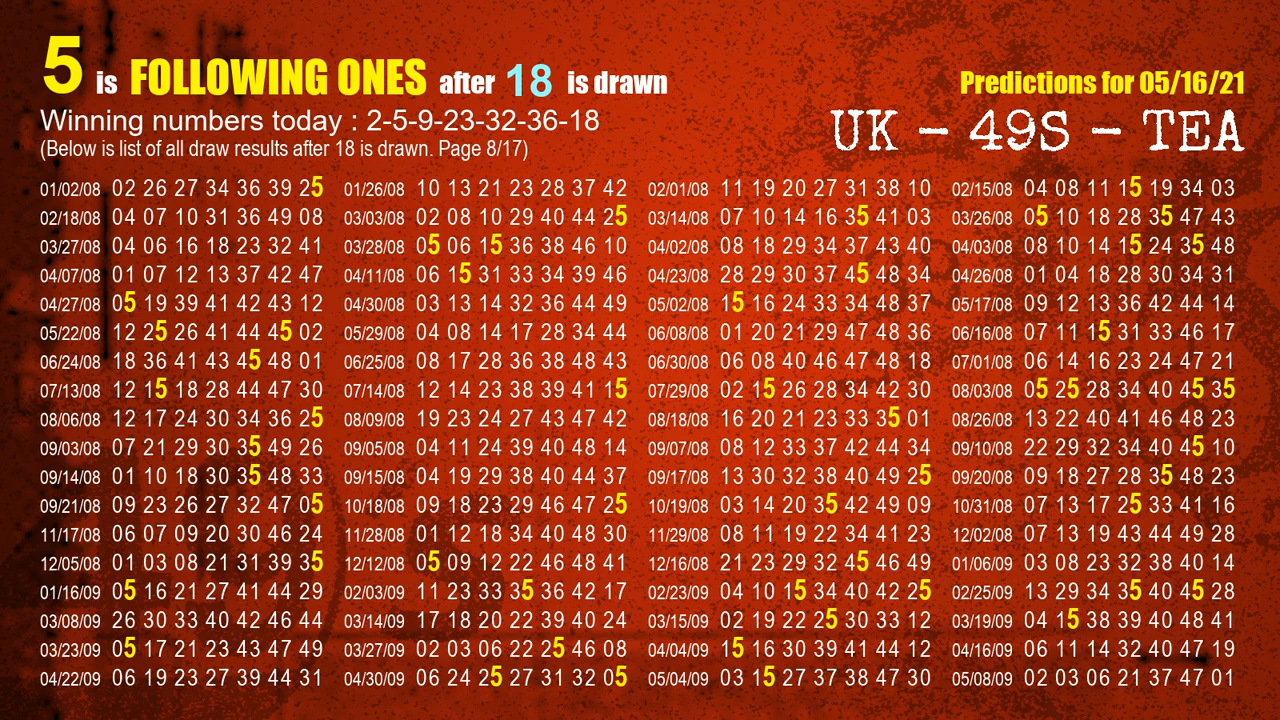 5 is FOLLOWING ONES after 18 is drawn
Predictions for 05/16/21
Winning numbers today : 2-5-9-23-32-36-18
UK - 49S - TEA
(Below is list of all draw results after 18 is drawn. Page 8/17)
01/02/08 02 26 27 34 36 39 25 01/26/08 10 13 21 23 28 37 42 02/01/08 11 19 20 27 31 38 10 02/15/08 04 08 11 15 19 34 03
02/18/08 04 07 10 31 36 49 08 03/03/08 02 08 10 29 40 44 25 03/14/08 07 10 14 16 35 41 03 03/26/08 05 10 18 28 35 47 43
03/27/08 04 06 16 18 23 32 41 03/28/08 05 06 15 36 38 46 10 04/02/08 08 18 29 34 37 43 40 04/03/08 08 10 14 15 24 35 48
04/07/08 01 07 12 13 37 42 47 04/11/08 06 15 31 33 34 39 46 04/23/08 28 29 30 37 45 48 34 04/26/08 01 04 18 28 30 34 31
04/27/08 05 19 39 41 42 43 12 04/30/08 03 13 14 32 36 44 49 05/02/08 15 16 24 33 34 48 37 05/17/08 09 12 13 36 42 44 14
05/22/08 12 25 26 41 44 45 02 05/29/08 04 08 14 17 28 34 44 06/08/08 01 20 21 29 47 48 36 06/16/08 07 11 15 31 33 46 17
06/24/08 18 36 41 43 45 48 01 06/25/08 08 17 28 36 38 48 43 06/30/08 06 08 40 46 47 48 18 07/01/08 06 14 16 23 24 47 21
07/13/08 12 15 18 28 44 47 30 07/14/08 12 14 23 38 39 41 15 07/29/08 02 15 26 28 34 42 30 08/03/08 05 25 28 34 40 45 35
08/06/08 12 17 24 30 34 36 25 08/09/08 19 23 24 27 43 47 42 08/18/08 16 20 21 23 33 35 01 08/26/08 13 22 40 41 46 48 23
09/03/08 07 21 29 30 35 49 26 09/05/08 04 11 24 39 40 48 14 09/07/08 08 12 33 37 42 44 34 09/10/08 22 29 32 34 40 45 10
09/14/08 01 10 18 30 35 48 33 09/15/08 04 19 29 38 40 44 37 09/17/08 13 30 32 38 40 49 25 09/20/08 09 18 27 28 35 48 23
09/21/08 09 23 26 27 32 47 05 10/18/08 09 18 23 29 46 47 25 10/19/08 03 14 20 35 42 49 09 10/31/08 07 13 17 25 33 41 16
11/17/08 06 07 09 20 30 46 24 11/28/08 01 12 18 34 40 48 30 11/29/08 08 11 19 22 34 41 23 12/02/08 07 13 19 43 44 49 28
12/05/08 01 03 08 21 31 39 35 12/12/08 05 09 12 22 46 48 41 12/16/08 21 23 29 32 45 46 49 01/06/09 03 08 23 32 38 40 14
01/16/09 05 16 21 27 41 44 29 02/03/09 11 23 33 35 36 42 17 02/23/09 04 10 15 34 40 42 25 02/25/09 13 29 34 35 40 45 28
03/08/09 26 30 33 40 42 46 44 03/14/09 17 18 20 22 39 40 24 03/15/09 02 19 22 25 30 33 12 03/19/09 04 15 38 39 40 48 41
03/23/09 05 17 21 23 43 47 49 03/27/09 02 03 06 22 25 46 08 04/04/09 15 16 30 39 41 44 12 04/16/09 06 11 14 32 40 47 19
04/22/09 06 19 23 27 39 44 31 04/30/09 06 24 25 27 31 32 05 05/04/09 03 15 27 37 38 47 30 05/08/09 02 03 06 21 37 47 01